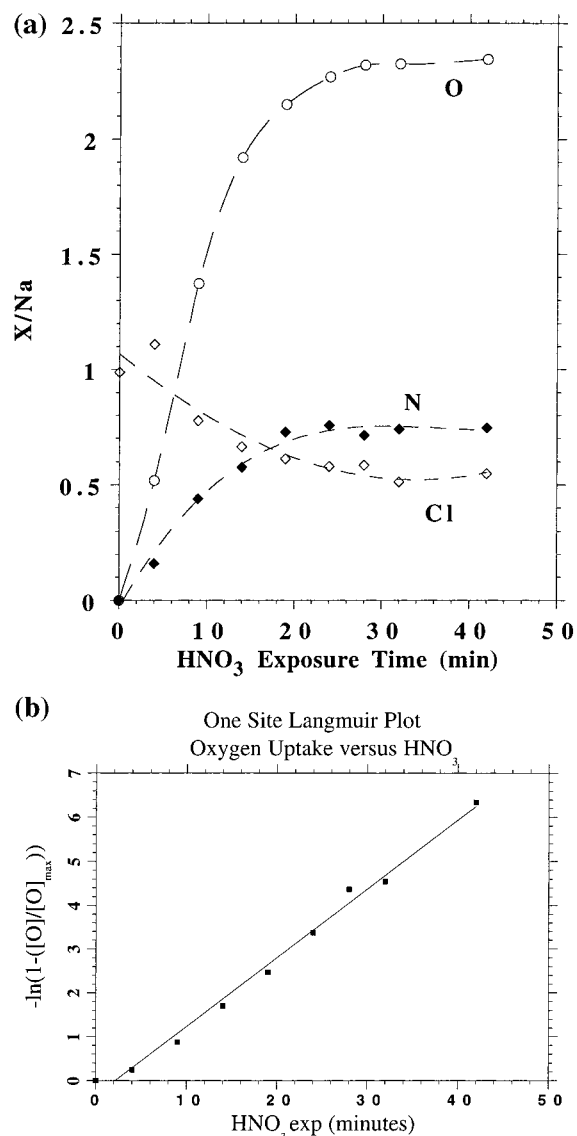 (a)
2.5
2
1.5
1
0.5
0
X/Na
O
N
Cl
0 10 20 30 40 50
HNO₃ Exposure Time (min)
(b)
One Site Langmuir Plot
Oxygen Uptake versus HNO₃
7
6
5
4
3
2
1
0
-ln(1-([O]/[O]max))
0 10 20 30 40 50
HNO₃ exp (minutes)